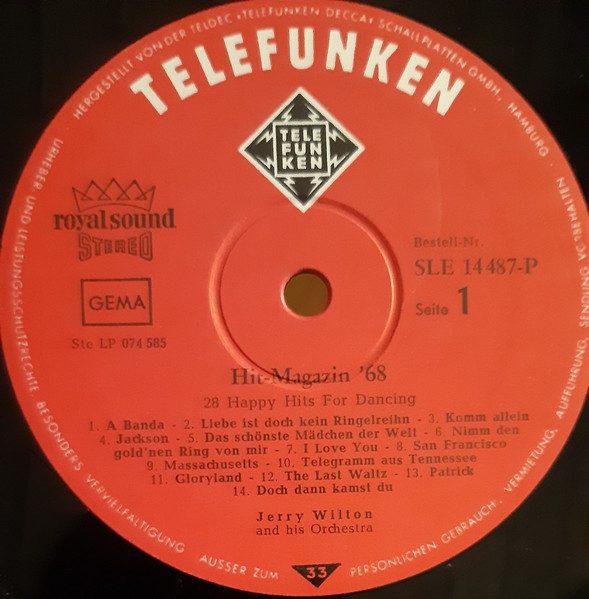 HERGESTELLT VON DER TELDEC »TELEFUNKEN DECCA« SCHALLPLATTEN GMBH., HAMBURG
TELEFUNKEN
TELE
FUN
KEN
royal sound
STEREO
GEMA
Ste LP 074 585
Bestell-Nr.
SLE 14 487-P
Seite 1
Hit-Magazin '68
28 Happy Hits For Dancing
1. A Banda - 2. Liebe ist doch kein Ringelreihn - 3. Komm allein
4. Jackson - 5. Das schönste Mädchen der Welt - 6. Nimm den
gold'nen Ring von mir - 7. I Love You - 8. San Francisco
9. Massachusetts - 10. Telegramm aus Tennessee
11. Gloryland - 12. The Last Waltz - 13. Patrick
14. Doch dann kamst du
Jerry Wilton
and his Orchestra
33
URHEBER- UND LEISTUNGSSCHUTZRECHTE, BESONDERS VERVIELFÄLTIGUNG AUSSER ZUM PERSÖNLICHEN GEBRAUCH, VERMIETUNG, AUFFÜHRUNG, SENDUNG VORBEHALTEN